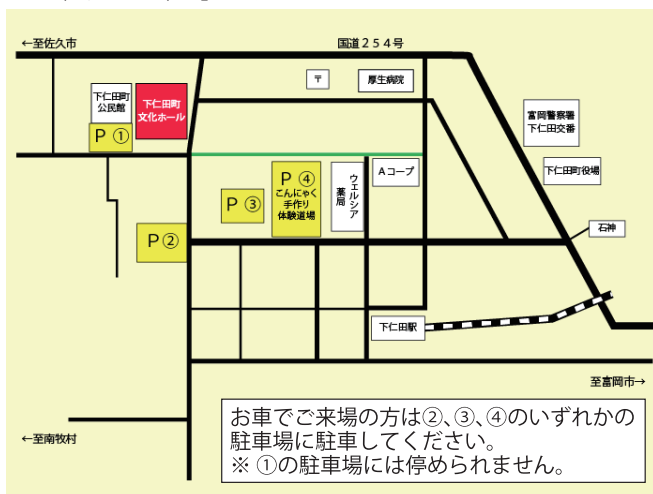 ←至佐久市
国道２５４号
〒
厚生病院
下仁田町
公民館
下仁田町
文化ホール
P ①
富岡警察署
下仁田交番
下仁田町役場
P ④
こんにゃく
手作り
体験道場
P ③
ウェルシア
薬局
Aコープ
P ②
石神
下仁田駅
至富岡市→
←至南牧村
お車でご来場の方は②、③、④のいずれかの
駐車場に駐車してください。
※ ①の駐車場には停められません。